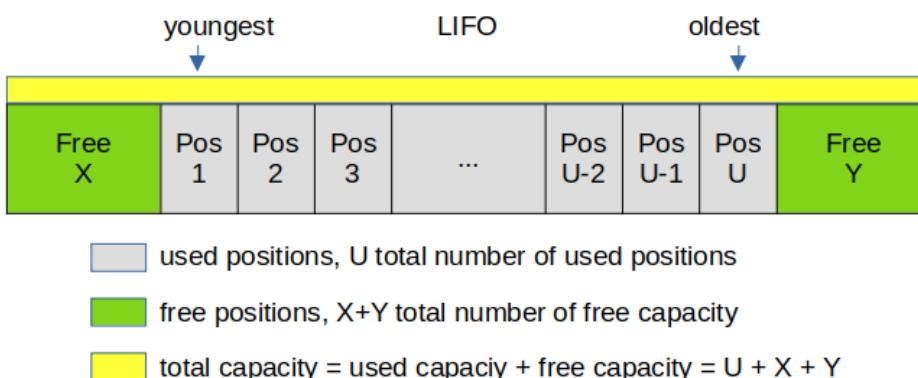 youngest LIFO oldest
Free Pos Pos Pos ... Pos Pos Pos Free
X 1 2 3 U-2 U-1 U Y
used positions, U total number of used positions
free positions, X+Y total number of free capacity
total capacity = used capaciy + free capacity = U + X + Y